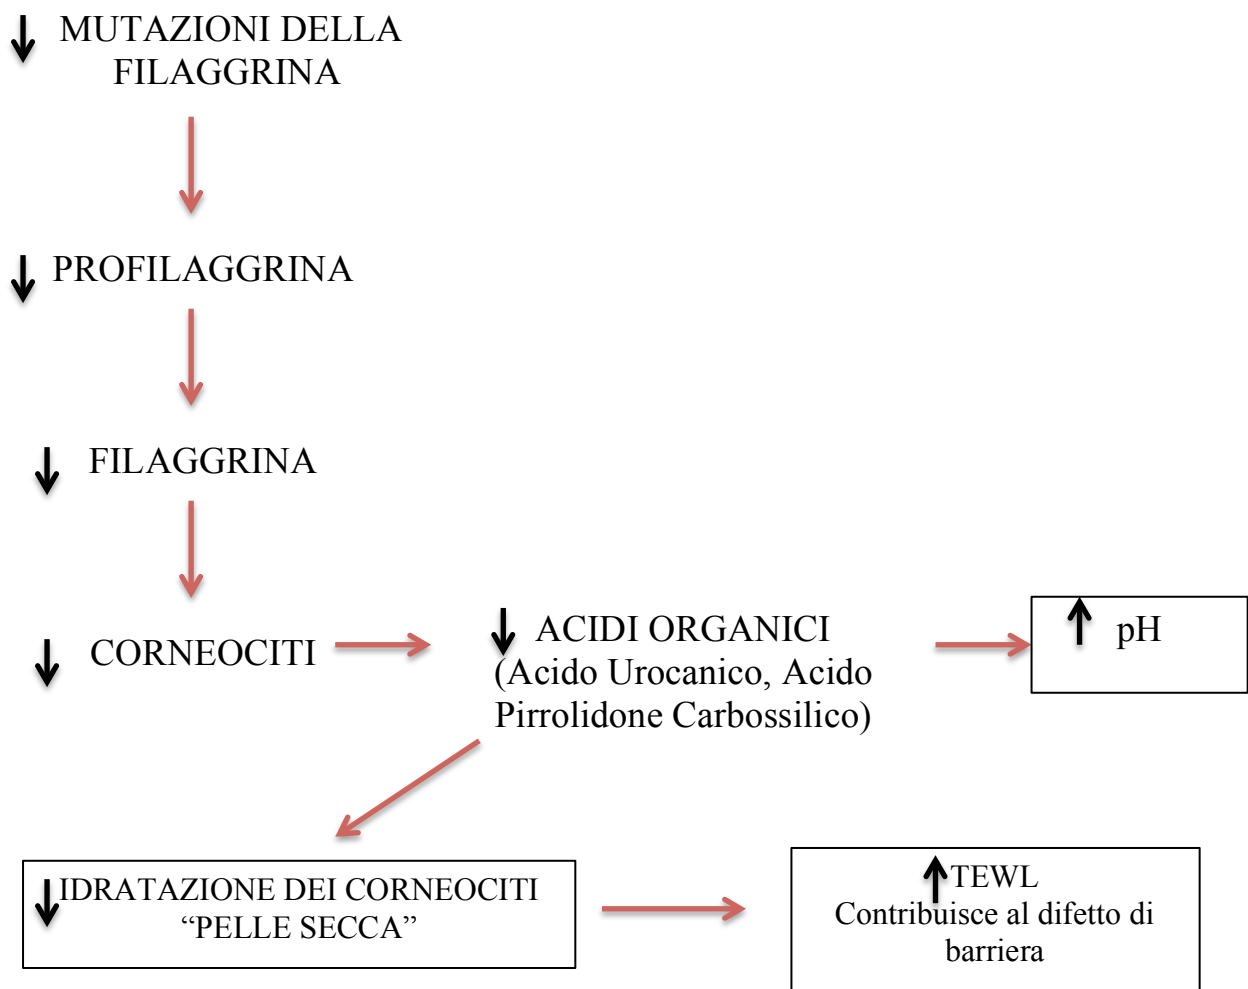 MUTAZIONI DELLA
FILAGGRINA
PROFILAGGRINA
FILAGGRINA
CORNEOCITI
ACIDI ORGANICI
(Acido Urocanico, Acido
Pirrolidone Carbossilico)
pH
IDRATAZIONE DEI CORNEOCITI
“PELLE SECCA”
TEWL
Contribuisce al difetto di
barriera